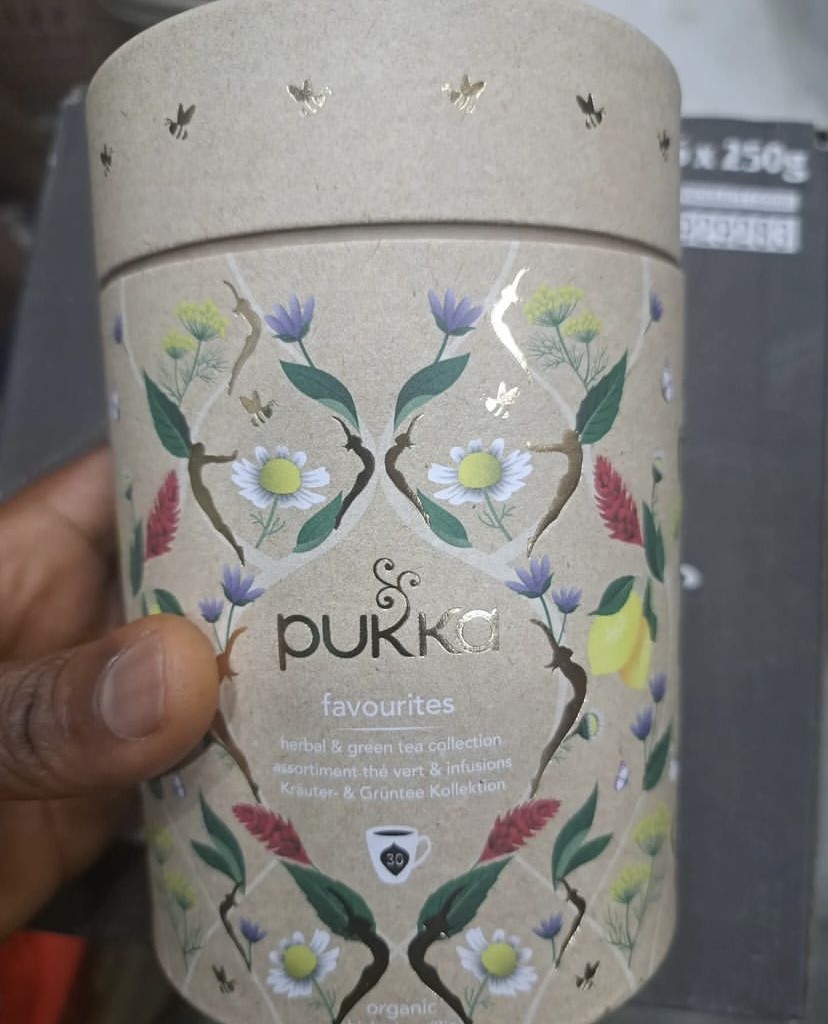 x 250g
pukka
favourites
herbal & green tea collection
assortiment thé vert & infusions
Kräuter- & Grüntee Kollektion
30
organic